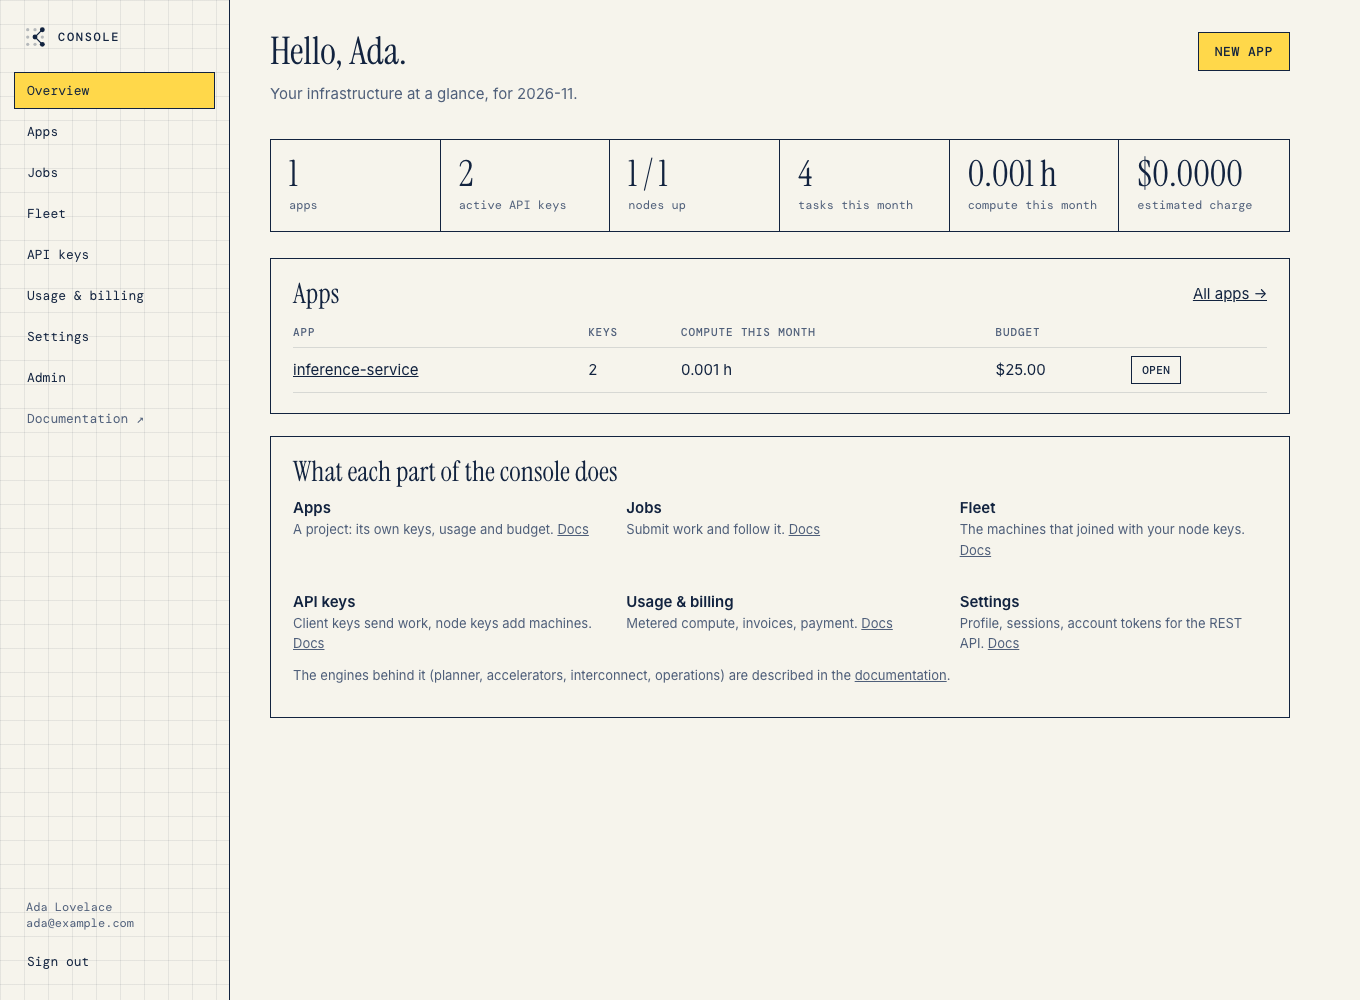 CONSOLE
Overview
Apps
Jobs
Fleet
API keys
Usage & billing
Settings
Admin
Documentation ↗
Ada Lovelace
ada@example.com
Sign out
Hello, Ada.
NEW APP
Your infrastructure at a glance, for 2026-11.
1
apps
2
active API keys
1 / 1
nodes up
4
tasks this month
0.001 h
compute this month
$0.0000
estimated charge
Apps
All apps →
APP KEYS COMPUTE THIS MONTH BUDGET
inference-service 2 0.001 h $25.00 OPEN
What each part of the console does
Apps
A project: its own keys, usage and budget. Docs
Jobs
Submit work and follow it. Docs
Fleet
The machines that joined with your node keys.
Docs
API keys
Client keys send work, node keys add machines.
Docs
Usage & billing
Metered compute, invoices, payment. Docs
Settings
Profile, sessions, account tokens for the REST
API. Docs
The engines behind it (planner, accelerators, interconnect, operations) are described in the documentation.